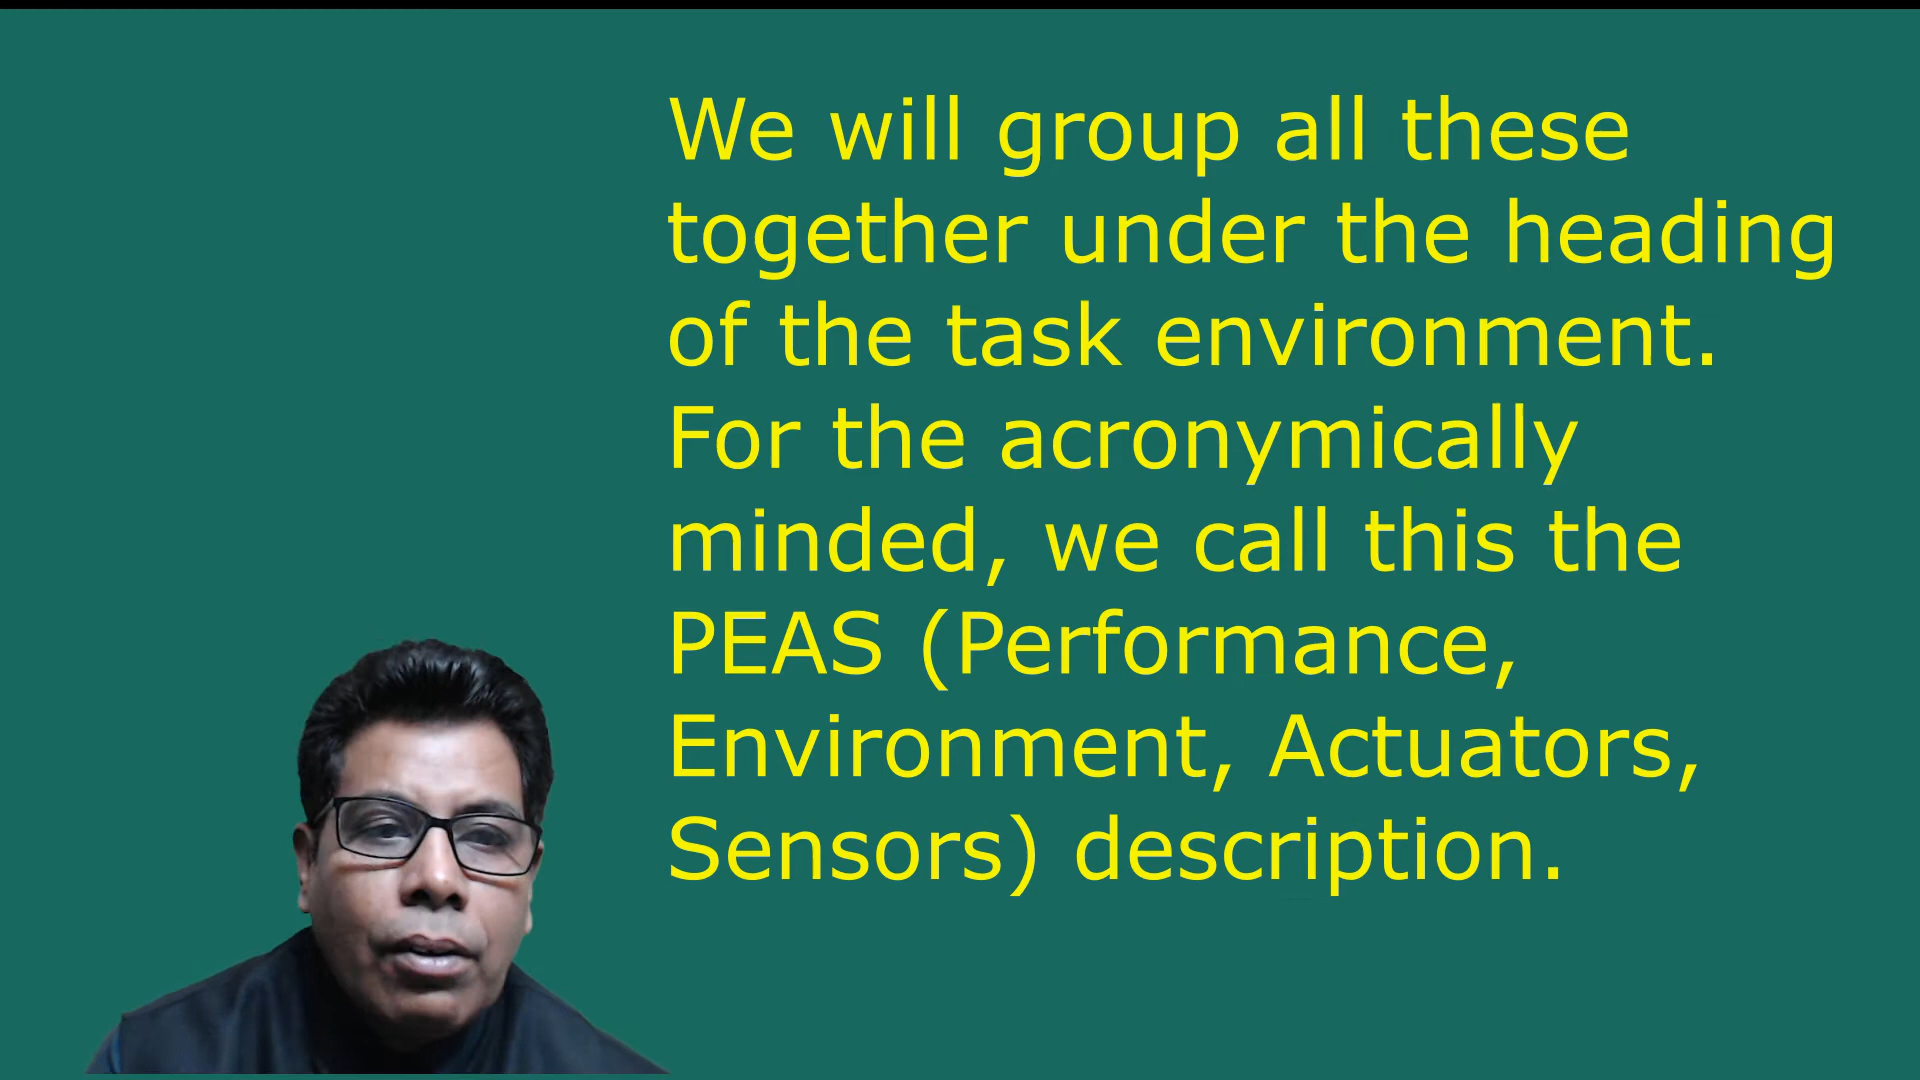 We will group all these
together under the heading
of the task environment.
For the acronymically
minded, we call this the
PEAS (Performance,
Environment, Actuators,
Sensors) description.